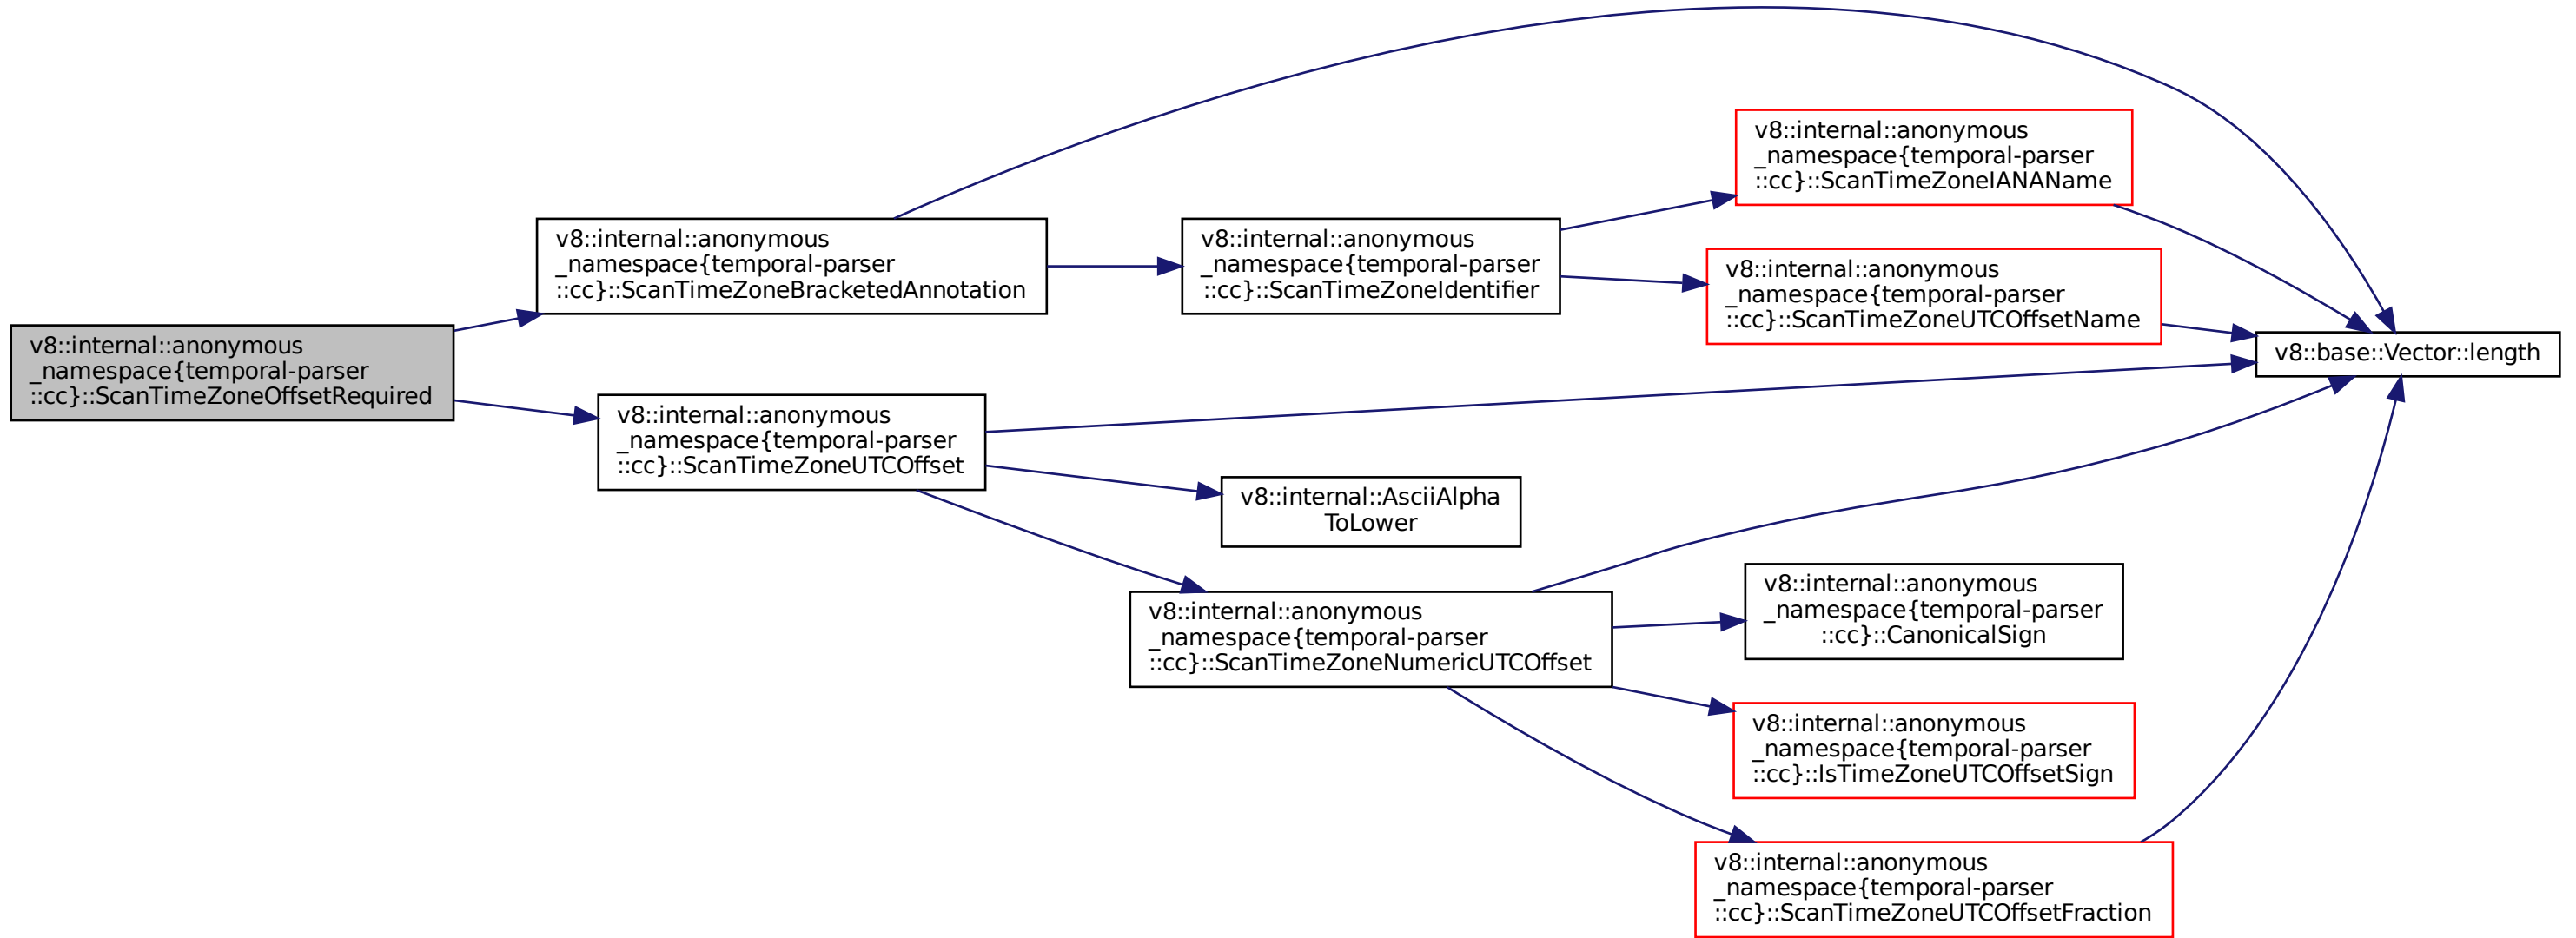 v8::internal::anonymous
_namespace{temporal-parser
::cc}::ScanTimeZoneOffsetRequired
v8::internal::anonymous
_namespace{temporal-parser
::cc}::ScanTimeZoneBracketedAnnotation
v8::internal::anonymous
_namespace{temporal-parser
::cc}::ScanTimeZoneUTCOffset
v8::internal::anonymous
_namespace{temporal-parser
::cc}::ScanTimeZoneIdentifier
v8::internal::AsciiAlpha
ToLower
v8::internal::anonymous
_namespace{temporal-parser
::cc}::ScanTimeZoneNumericUTCOffset
v8::internal::anonymous
_namespace{temporal-parser
::cc}::ScanTimeZoneIANAName
v8::internal::anonymous
_namespace{temporal-parser
::cc}::ScanTimeZoneUTCOffsetName
v8::internal::anonymous
_namespace{temporal-parser
::cc}::CanonicalSign
v8::internal::anonymous
_namespace{temporal-parser
::cc}::IsTimeZoneUTCOffsetSign
v8::internal::anonymous
_namespace{temporal-parser
::cc}::ScanTimeZoneUTCOffsetFraction
v8::base::Vector::length